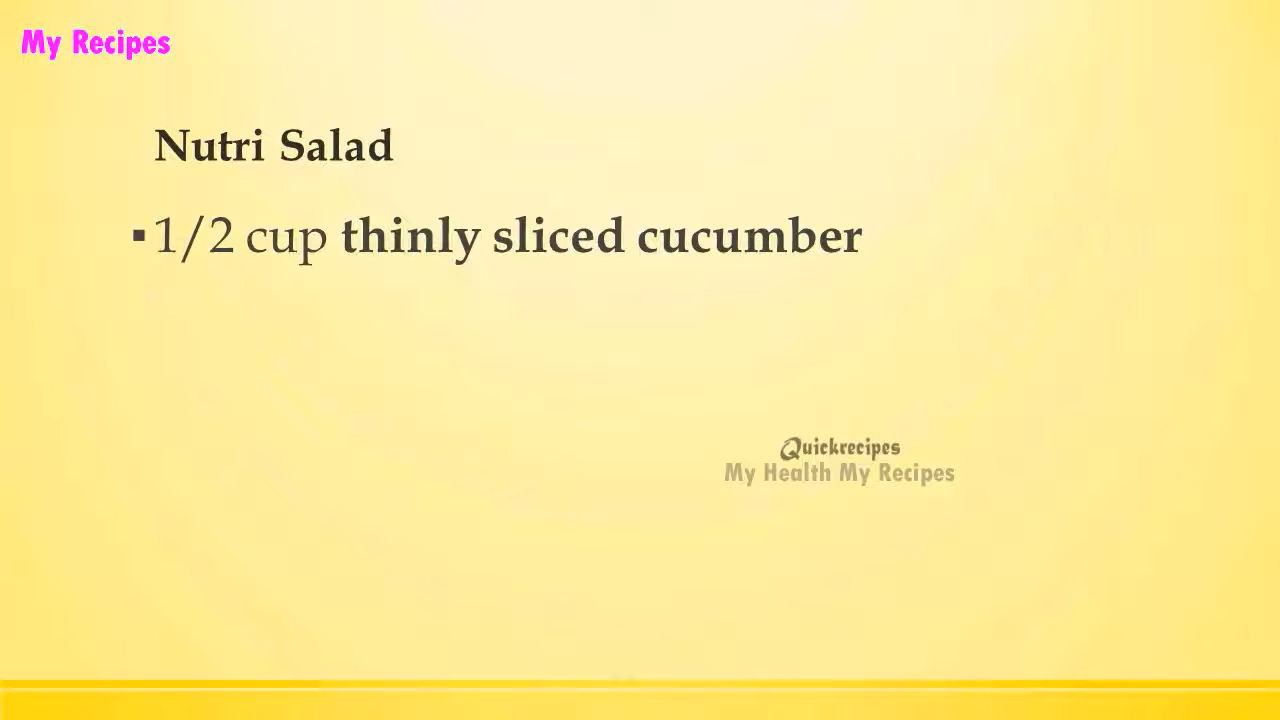 My Recipes
Nutri Salad
▪1/2 cup thinly sliced cucumber
Quickrecipes
My Health My Recipes